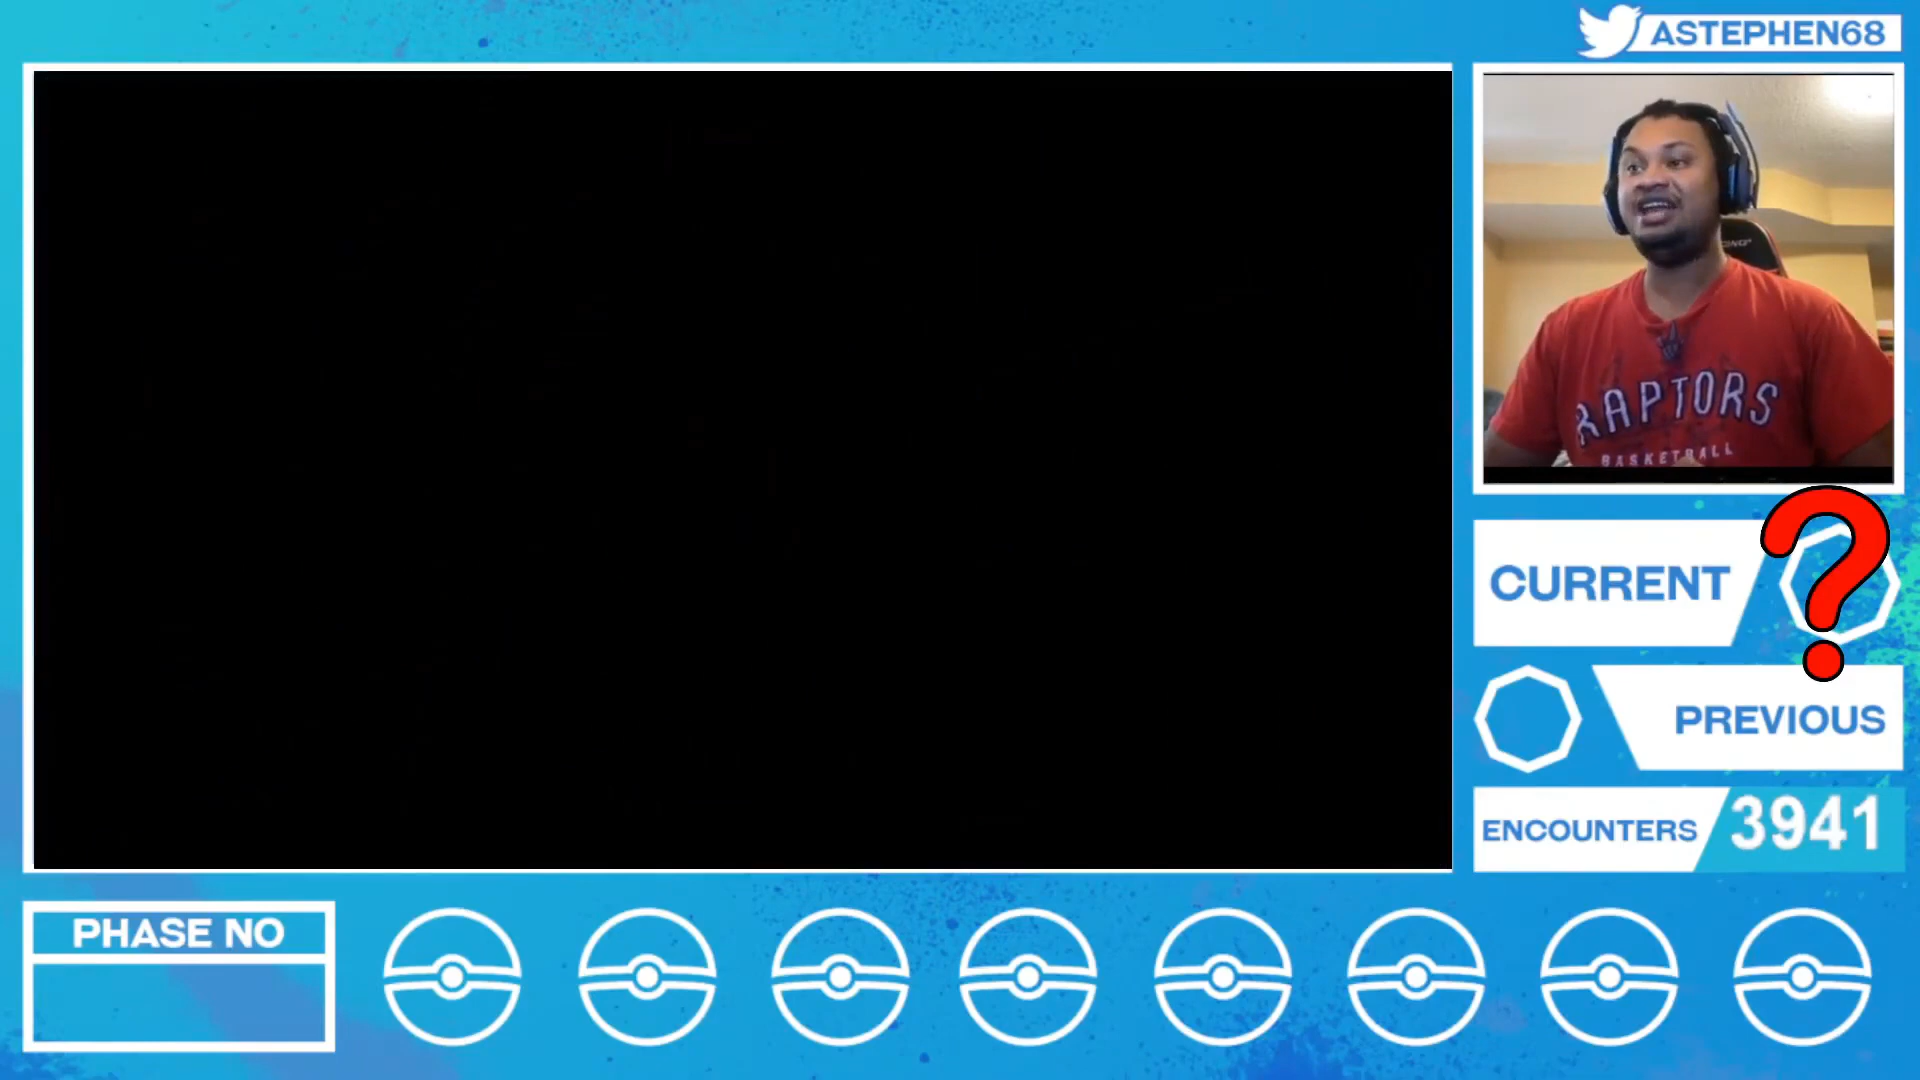 ASTEPHEN68
RAPTORS
BASKETBALL
CURRENT
?
PREVIOUS
ENCOUNTERS 3941
PHASE NO